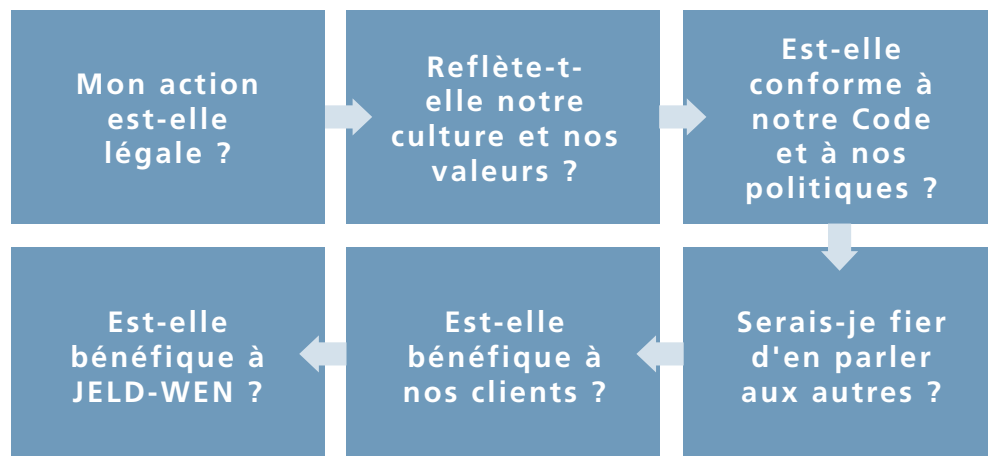 Mon action
est-elle
légale ?
Reflète-t-
elle notre
culture et nos
valeurs ?
Est-elle
conforme à
notre Code
et à nos
politiques ?
Serais-je fier
d'en parler
aux autres ?
Est-elle
bénéfique à
nos clients ?
Est-elle
bénéfique à
JELD-WEN ?